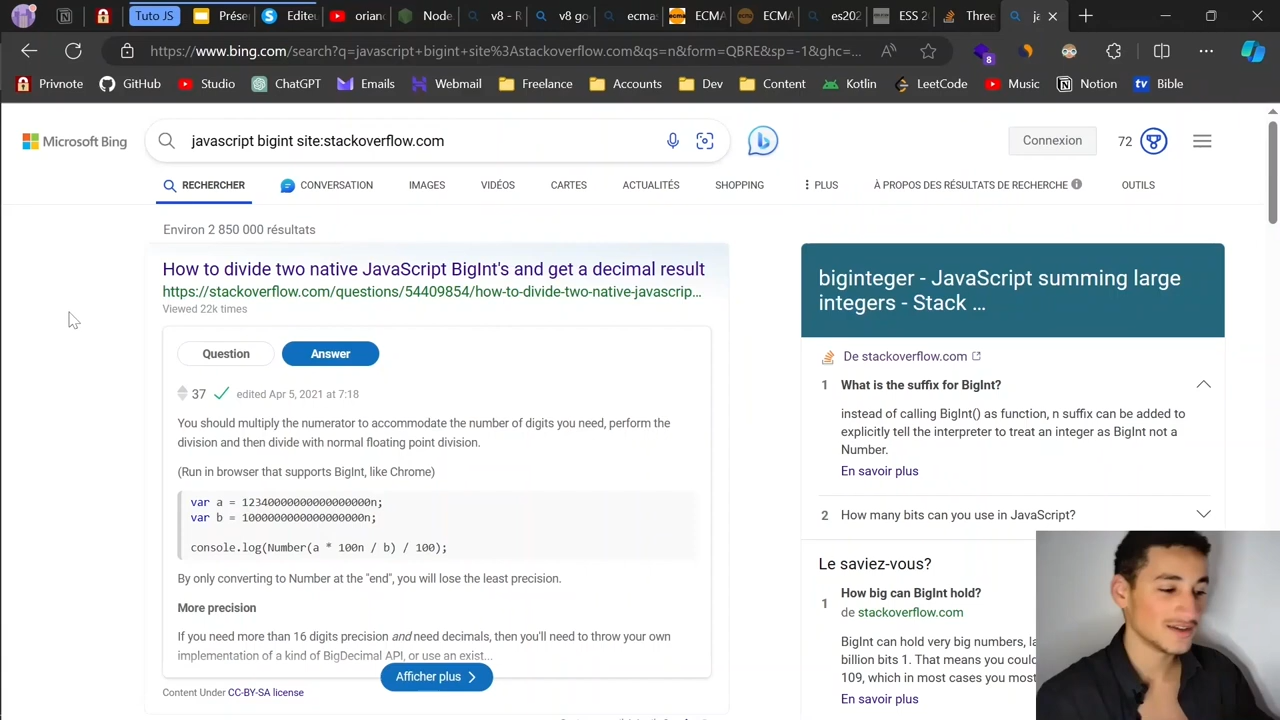 Tuto JS
Présen
S
oman
Node
v8 - R
v8 go
ecmas
ECMA
ECMA
es202
ESS 2
Three
ja
https://www.bing.com/search?q=javascript+bigint+site%3Astackoverflow.com&qs=n&form=QBRE&sp=-1&ghc=...
8
Privnote
GitHub
Studio
ChatGPT
Emails
Webmail
Freelance
Accounts
Dev
Content
Kotlin
LeetCode
Music
Notion
tv Bible
Microsoft Bing
javascript bigint site:stackoverflow.com
Connexion
72
RECHERCHER
CONVERSATION
IMAGES
VIDÉOS
CARTES
ACTUALITÉS
SHOPPING
PLUS
À PROPOS DES RÉSULTATS DE RECHERCHE
OUTILS
Environ 2 850 000 résultats
How to divide two native JavaScript BigInt's and get a decimal result
https://stackoverflow.com/questions/54409854/how-to-divide-two-native-javascrip...
Viewed 22k times
Question
Answer
37
edited Apr 5, 2021 at 7:18
You should multiply the numerator to accommodate the number of digits you need, perform the
division and then divide with normal floating point division.
(Run in browser that supports BigInt, like Chrome)
var a = 12340000000000000000n;
var b = 1000000000000000000n;
console.log(Number(a * 100n / b) / 100);
By only converting to Number at the "end", you will lose the least precision.
More precision
If you need more than 16 digits precision and need decimals, then you'll need to throw your own
implementation of a kind of BigDecimal API, or use an exist...
Afficher plus
Content Under CC-BY-SA license
biginteger - JavaScript summing large
integers - Stack ...
De stackoverflow.com
1 What is the suffix for BigInt?
instead of calling BigInt() as function, n suffix can be added to
explicitly tell the interpreter to treat an integer as BigInt not a
Number.
En savoir plus
2 How many bits can you use in JavaScript?
Le saviez-vous?
1 How big can BigInt hold?
de stackoverflow.com
BigInt can hold very big numbers, la
billion bits 1. That means you coul
109, which in most cases you most
En savoir plus